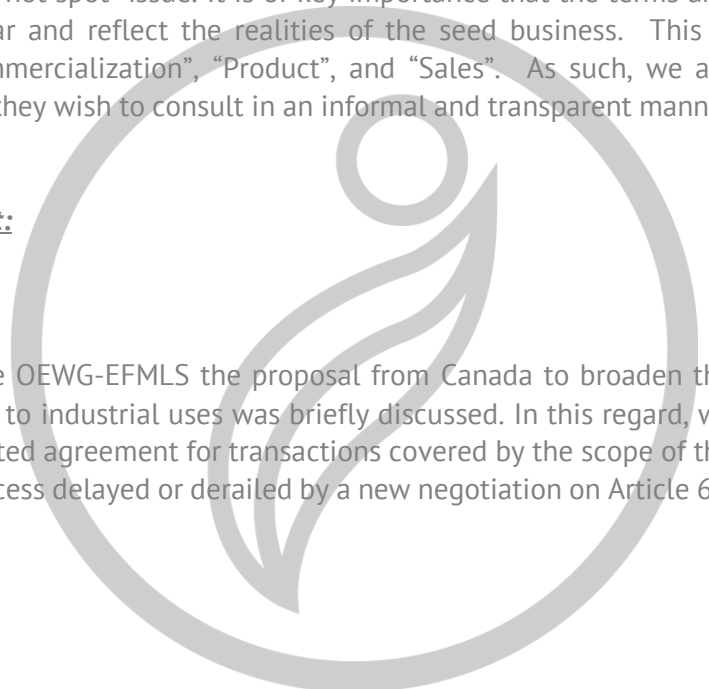 not spot" issue. It is of key importance that the terms a
ar and reflect the realities of the seed business. This
mmercialization", "Product", and "Sales". As such, we a
they wish to consult in an informal and transparent mann
t:
e OEWG-EFMLS the proposal from Canada to broaden th
to industrial uses was briefly discussed. In this regard, w
ted agreement for transactions covered by the scope of th
cess delayed or derailed by a new negotiation on Article 6